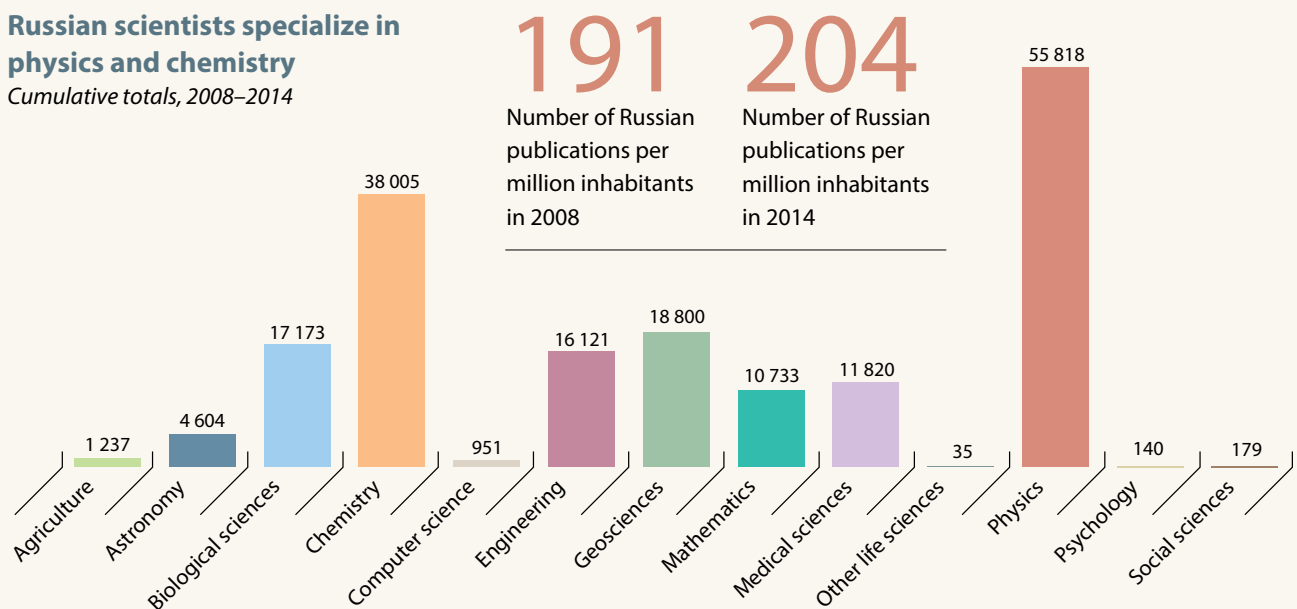 Russian scientists specialize in
physics and chemistry
Cumulative totals, 2008–2014
191
Number of Russian
publications per
million inhabitants
in 2008
204
Number of Russian
publications per
million inhabitants
in 2014
1 237
4 604
17 173
38 005
951
16 121
18 800
10 733
11 820
35
55 818
140
179
Agriculture
Astronomy
Biological sciences
Chemistry
Computer science
Engineering
Geosciences
Mathematics
Medical sciences
Other life sciences
Physics
Psychology
Social sciences